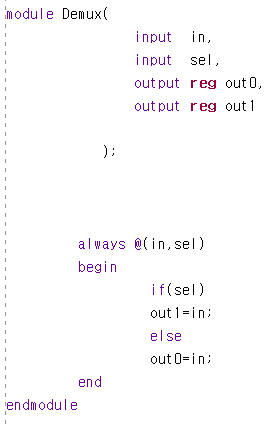 module Demux(
input in,
input sel,
output reg out0,
output reg out1
);
always @(in,sel)
begin
if(sel)
out1=in;
else
out0=in;
end
endmodule